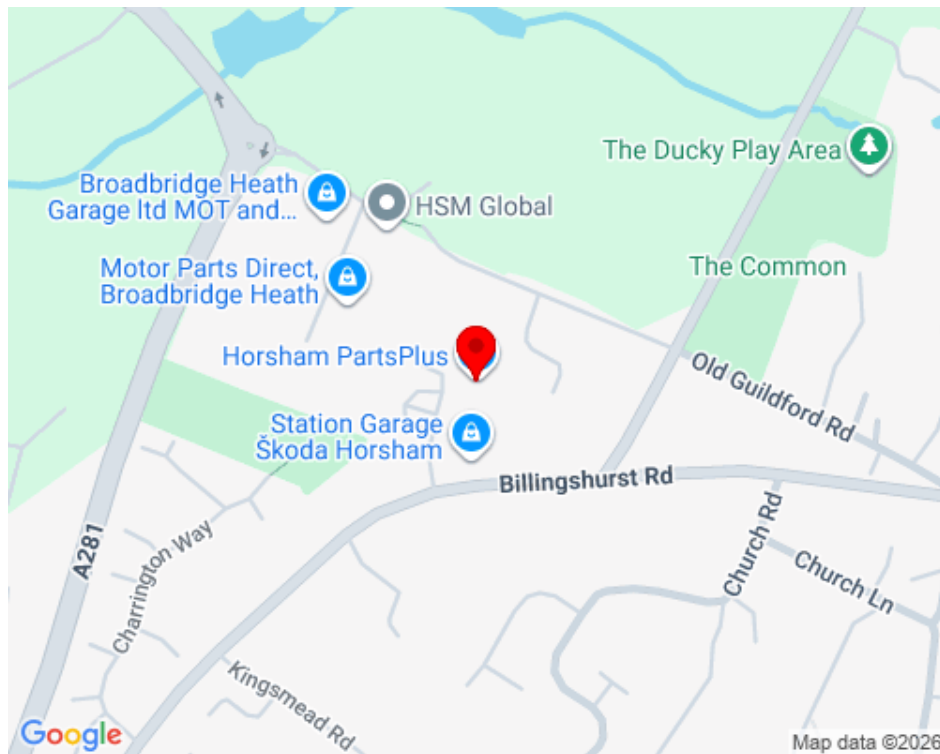 The Ducky Play Area
Broadbridge Heath
Garage ltd MOT and...
HSM Global
The Common
Motor Parts Direct,
Broadbridge Heath
Horsham PartsPlus
Old Guildford Rd
Station Garage
Škoda Horsham
Billingshurst Rd
A281
Charrington Way
Church Rd
Church Ln
Kingsmead Rd
Google
Map data ©2026